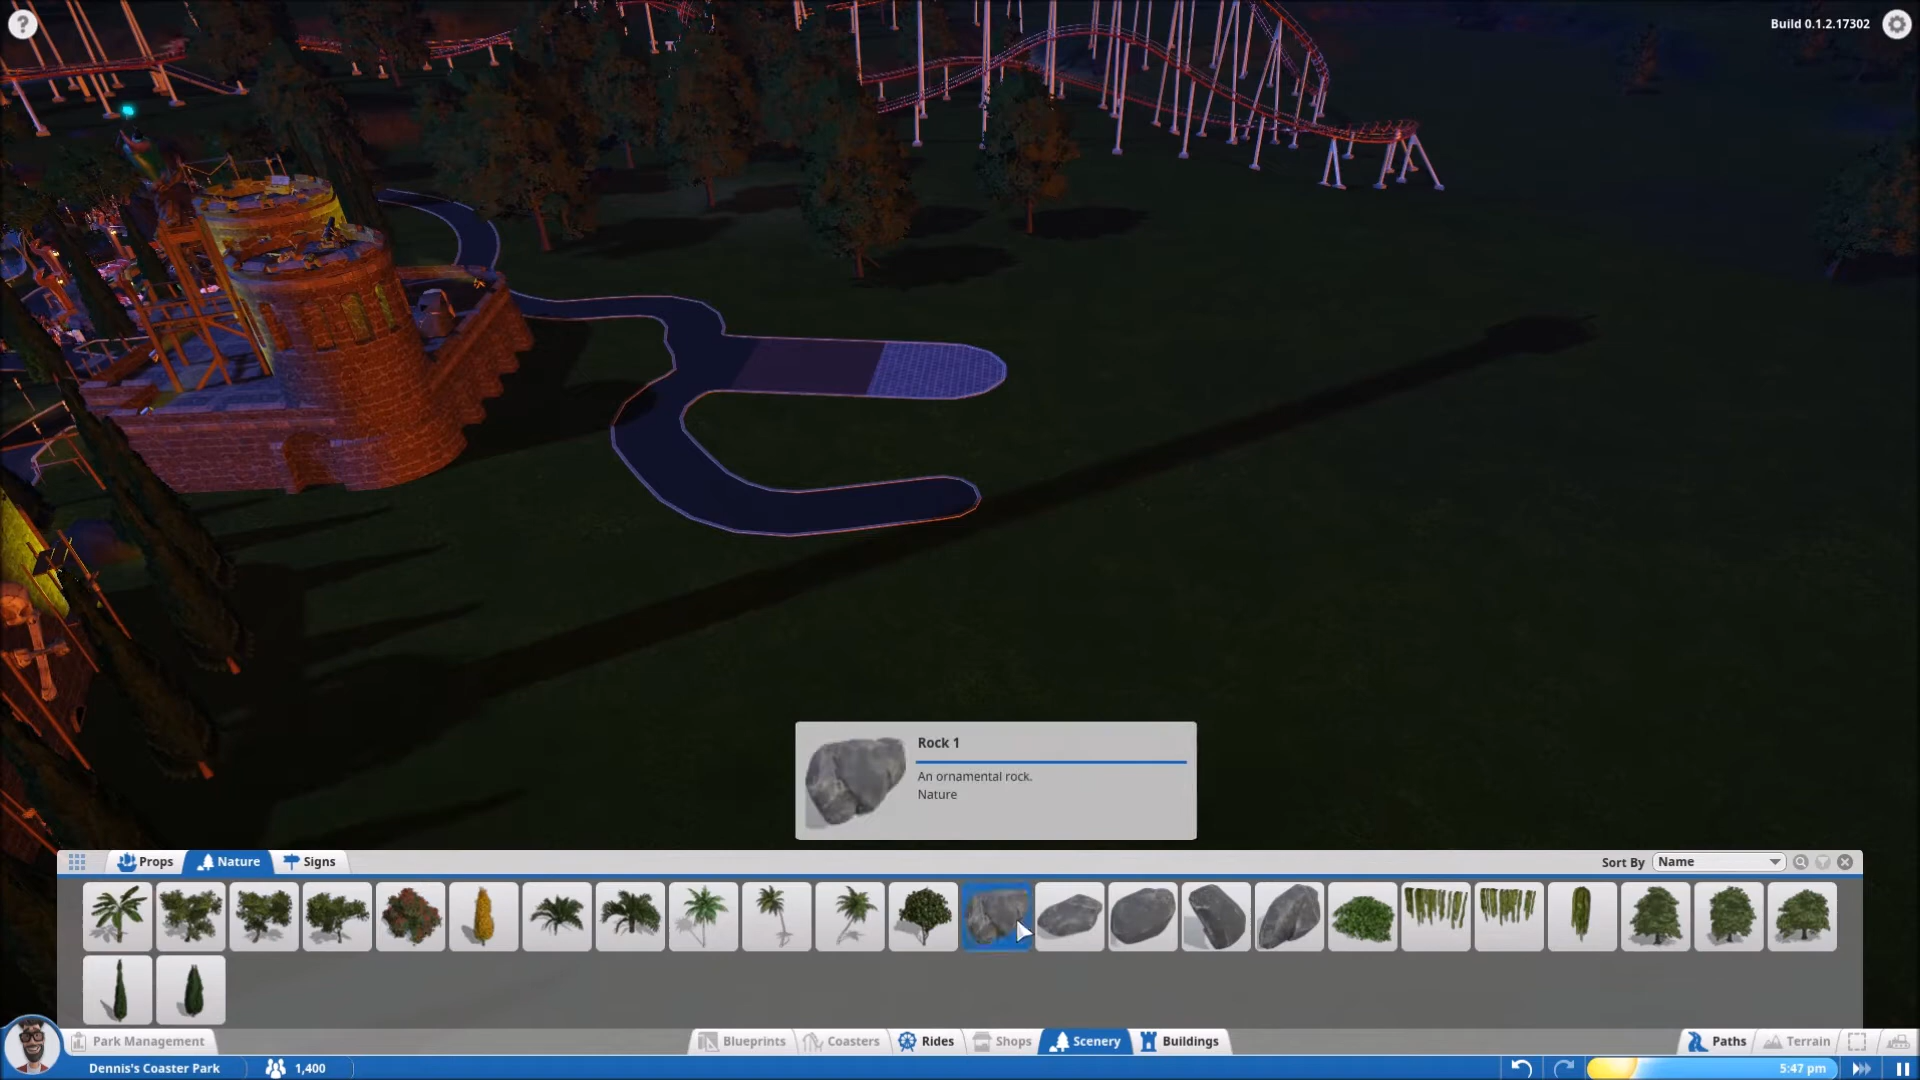 ?
Build 0.1.2.17302
Rock 1
An ornamental rock.
Nature
Props
Nature
Signs
Sort By
Name
Park Management
Blueprints
Coasters
Rides
Shops
Scenery
Buildings
Paths
Terrain
Dennis's Coaster Park
1,400
5:47 pm